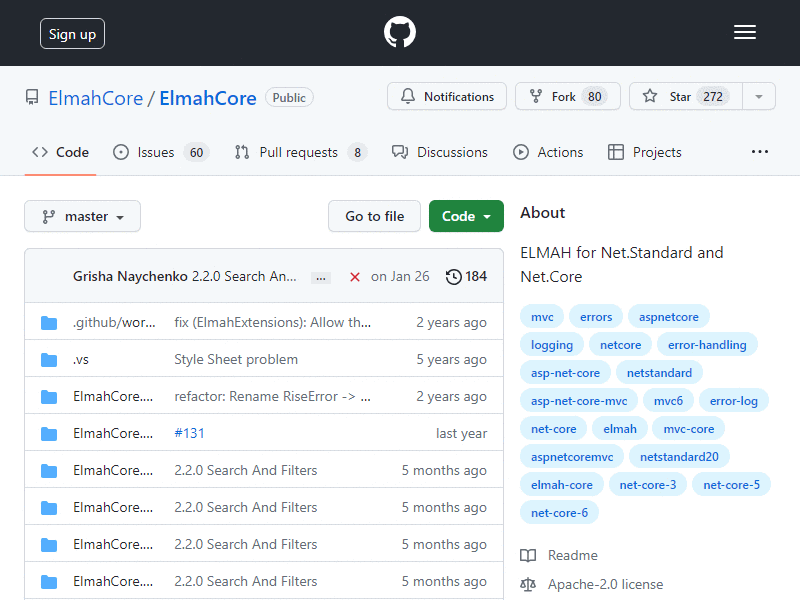 Sign up
ElmahCore / ElmahCore Public
Notifications Fork 80 Star 272
Code Issues 60 Pull requests 8 Discussions Actions Projects ...
master Go to file Code
Grisha Naychenko 2.2.0 Search An... ... on Jan 26 184
.github/wor... fix (ElmahExtensions): Allow th... 2 years ago
.vs Style Sheet problem 5 years ago
ElmahCore.... refactor: Rename RiseError -> ... 2 years ago
ElmahCore.... #131 last year
ElmahCore.... 2.2.0 Search And Filters 5 months ago
ElmahCore.... 2.2.0 Search And Filters 5 months ago
ElmahCore.... 2.2.0 Search And Filters 5 months ago
ElmahCore.... 2.2.0 Search And Filters 5 months ago
About
ELMAH for Net.Standard and
Net.Core
mvc errors aspnetcore
logging netcore error-handling
asp-net-core netstandard
asp-net-core-mvc mvc6 error-log
net-core elmah mvc-core
aspnetcoremvc netstandard20
elmah-core net-core-3 net-core-5
net-core-6
Readme
Apache-2.0 license